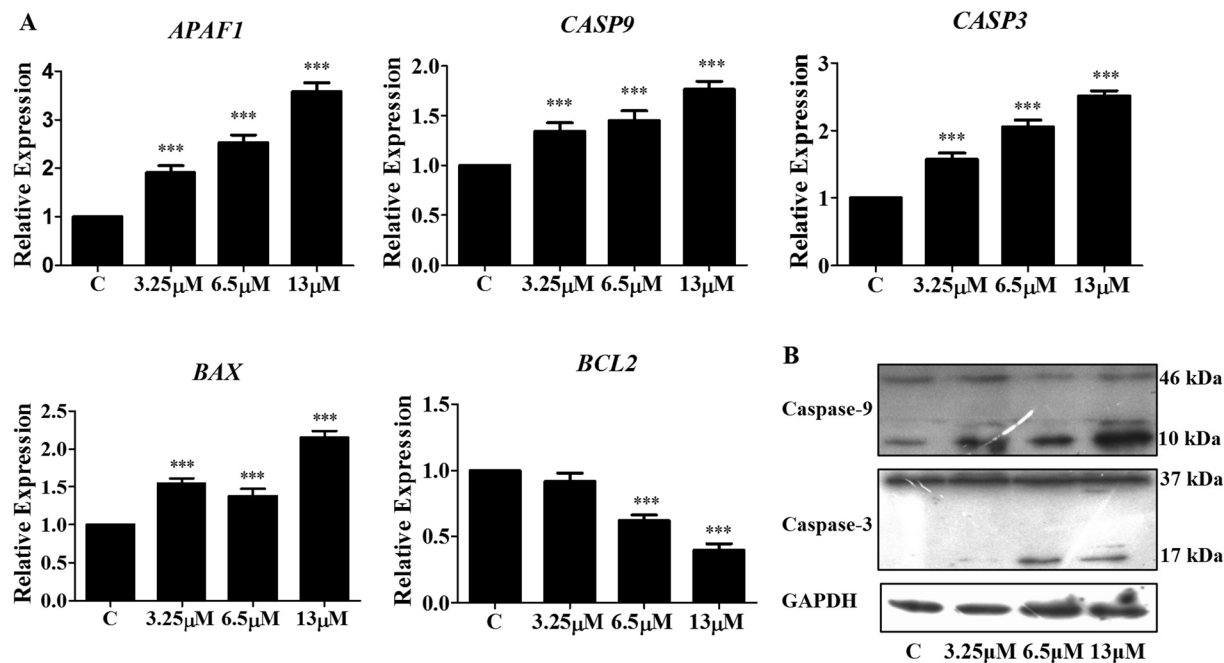 A
APAF1
Relative Expression
4
3
2
1
0
***
***
***
C 3.25μM 6.5μM 13μM
CASP9
Relative Expression
2.0
1.5
1.0
0.5
0.0
***
***
***
C 3.25μM 6.5μM 13μM
CASP3
Relative Expression
3
2
1
0
***
***
***
C 3.25μM 6.5μM 13μM
BAX
Relative Expression
2.5
2.0
1.5
1.0
0.5
0.0
***
***
***
C 3.25μM 6.5μM 13μM
BCL2
Relative Expression
1.5
1.0
0.5
0.0
***
***
C 3.25μM 6.5μM 13μM
B
46 kDa
Caspase-9
10 kDa
37 kDa
Caspase-3
17 kDa
GAPDH
C 3.25μM 6.5μM 13μM